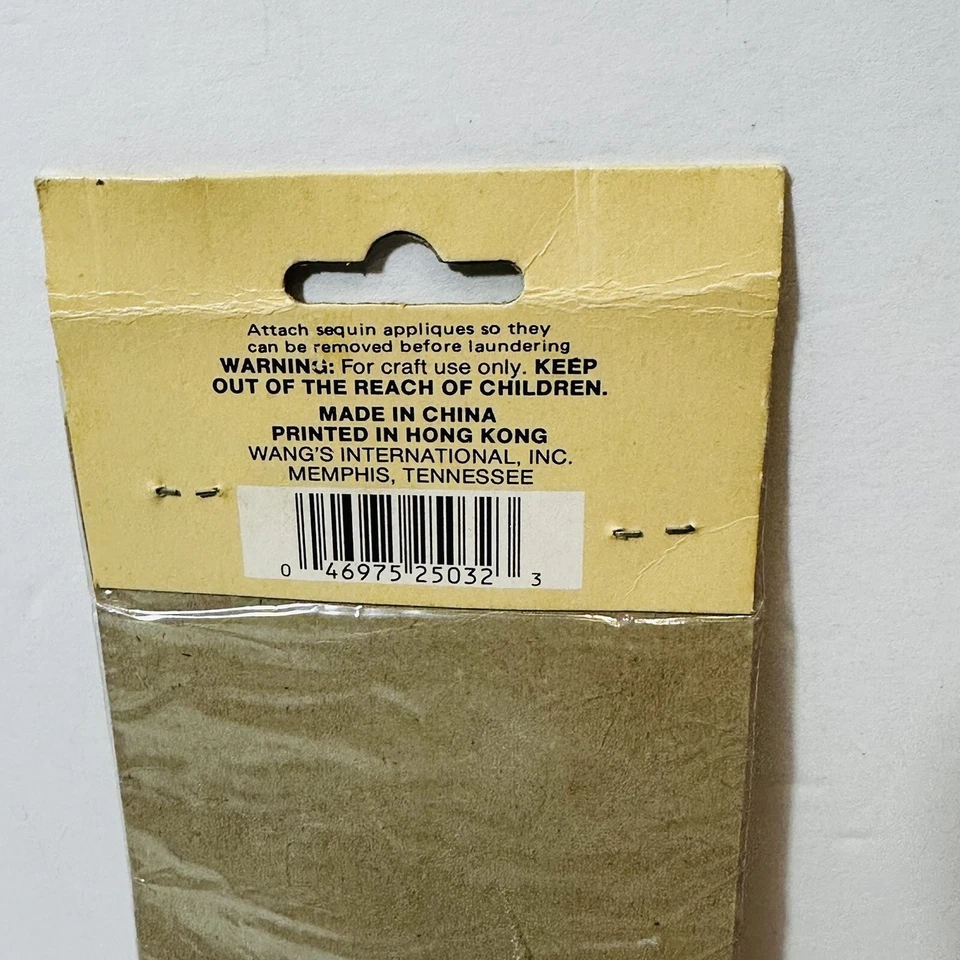 Attach sequin appliques so they
can be removed before laundering
WARNING: For craft use only. KEEP
OUT OF THE REACH OF CHILDREN.
MADE IN CHINA
PRINTED IN HONG KONG
WANG'S INTERNATIONAL, INC.
MEMPHIS, TENNESSEE
0 46975 25032 3